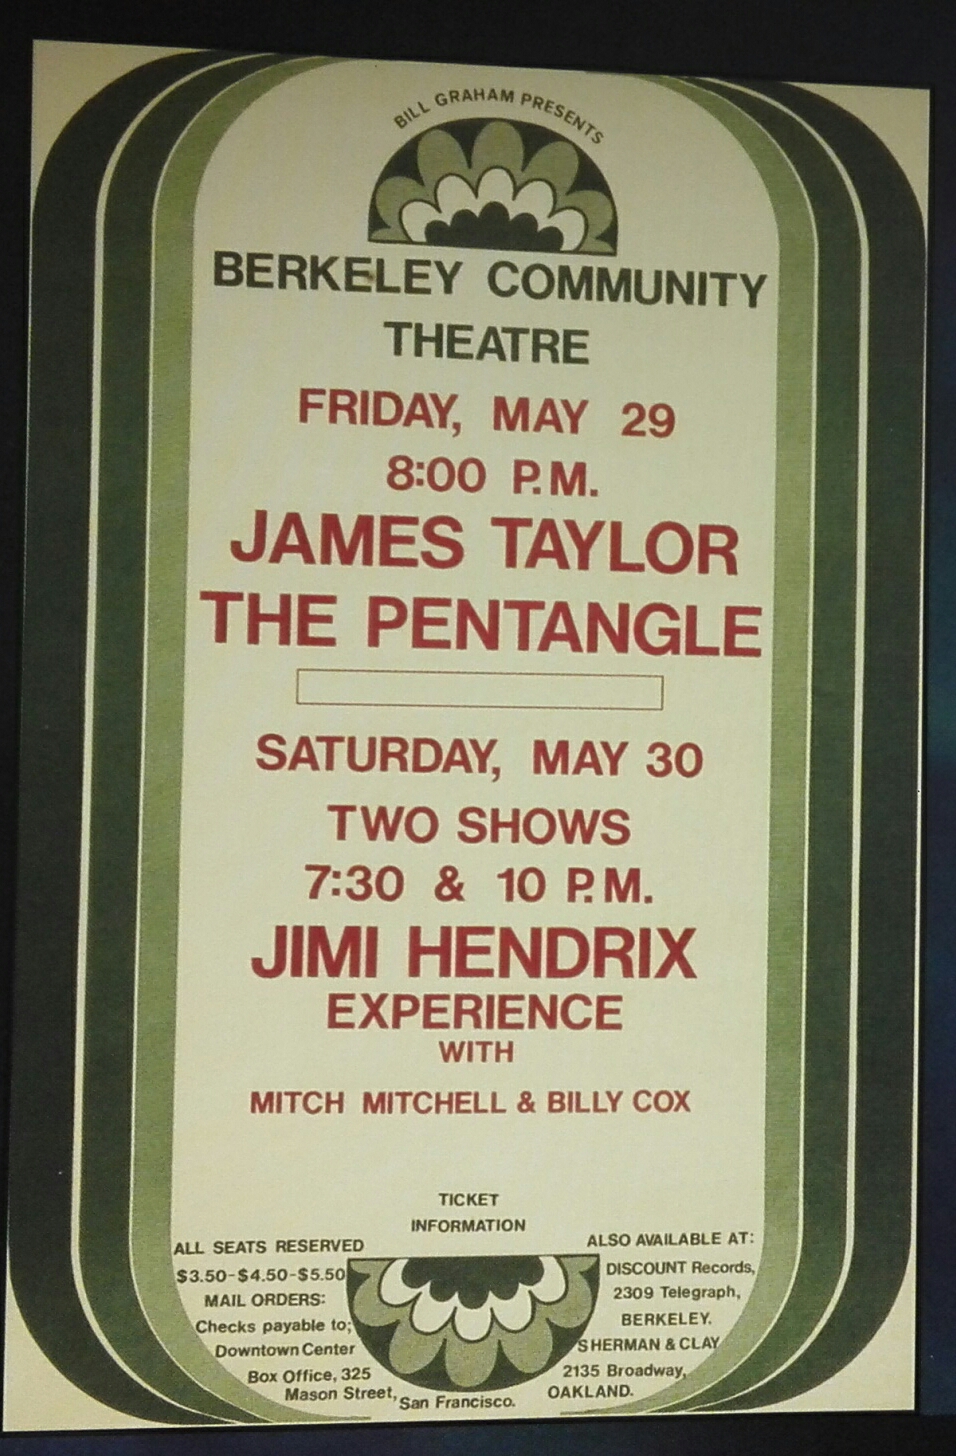 BILL GRAHAM PRESENTS
BERKELEY COMMUNITY
THEATRE
FRIDAY, MAY 29
8:00 P.M.
JAMES TAYLOR
THE PENTANGLE
SATURDAY, MAY 30
TWO SHOWS
7:30 & 10 P.M.
JIMI HENDRIX
EXPERIENCE
WITH
MITCH MITCHELL & BILLY COX
TICKET
INFORMATION
ALL SEATS RESERVED
$3.50-$4.50-$5.50
MAIL ORDERS:
Checks payable to;
Downtown Center
Box Office, 325
Mason Street,
San Francisco.
ALSO AVAILABLE AT:
DISCOUNT Records,
2309 Telegraph,
BERKELEY.
SHERMAN & CLAY
2135 Broadway,
OAKLAND.